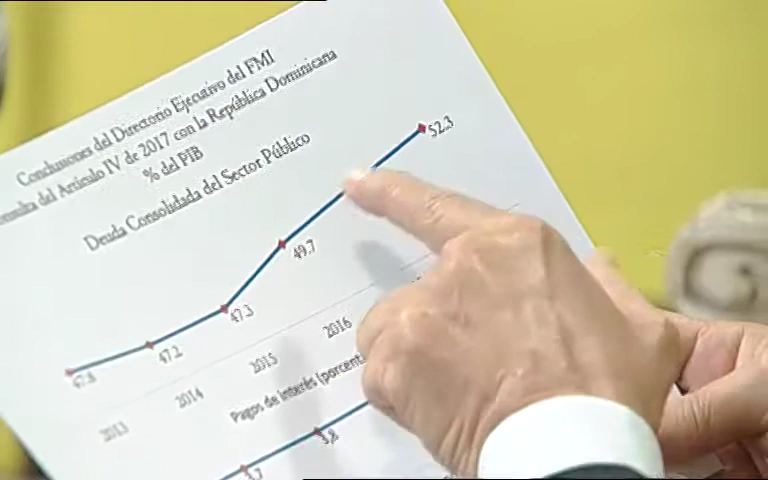 Conclusiones del Directorio Ejecutivo del FMI
Consulta del Artículo IV de 2017 con la República Dominicana
% del PIB
Deuda Consolidada del Sector Público
52.3
49.7
47.3
47.2
2013
2014
2015
2016
Pagos de Interés (porcent